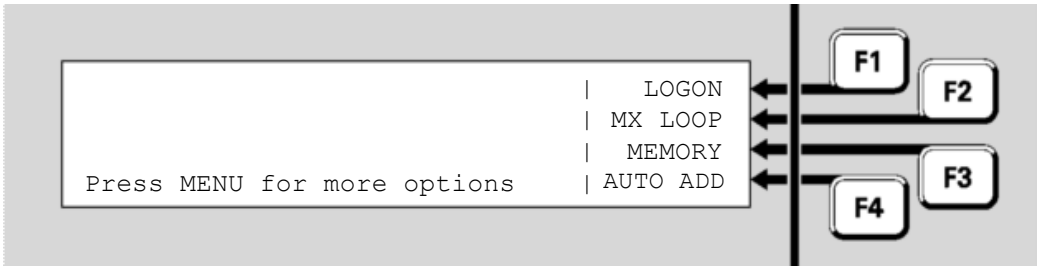 | LOGON
| MX LOOP
| MEMORY
Press MENU for more options | AUTO ADD
F1
F2
F3
F4